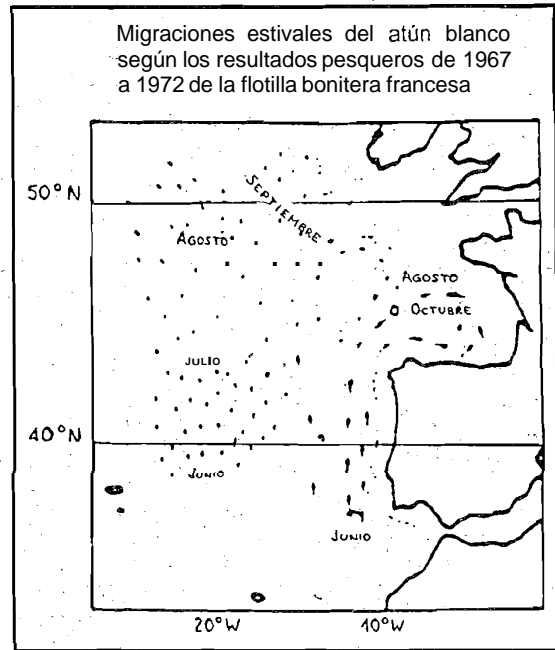 Migraciones estivales del atún blanco
según los resultados pesqueros de 1967
a 1972 de la flotilla bonitera francesa
50°N
SEPTIEMBRE
AGOSTO
AGOSTO
O OCTUBRE
JULIO
40°N
JUNIO
JUNIO
20°W
10°W